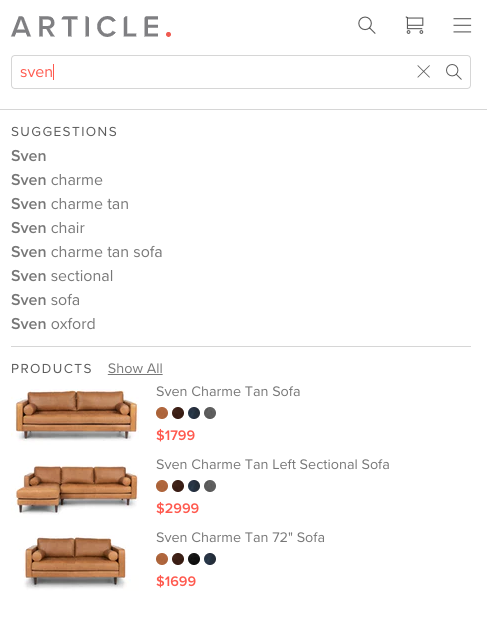 ARTICLE.
sven
SUGGESTIONS
Sven
Sven charme
Sven charme tan
Sven chair
Sven charme tan sofa
Sven sectional
Sven sofa
Sven oxford
PRODUCTS Show All
Sven Charme Tan Sofa
$1799
Sven Charme Tan Left Sectional Sofa
$2999
Sven Charme Tan 72" Sofa
$1699